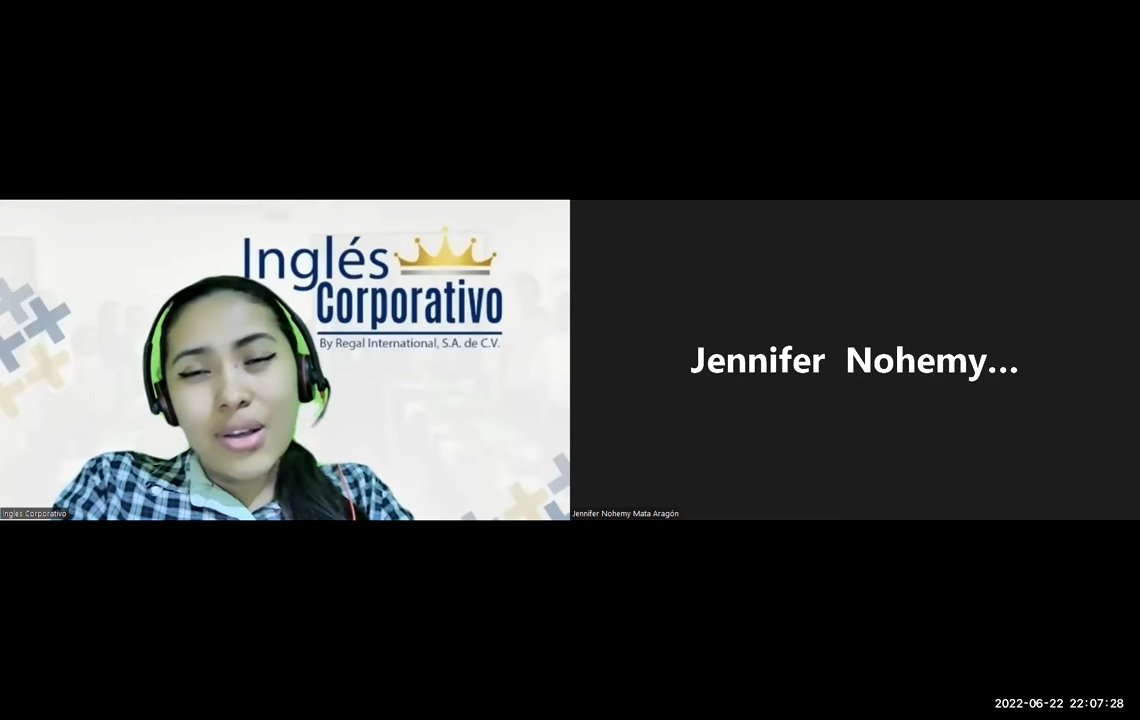 Inglés
Corporativo
By Regal International, S.A. de C.V.
Ingles Corporativo
Jennifer Nohemy...
Jennifer Nohemy Mata Aragón
2022-06-22 22:07:28